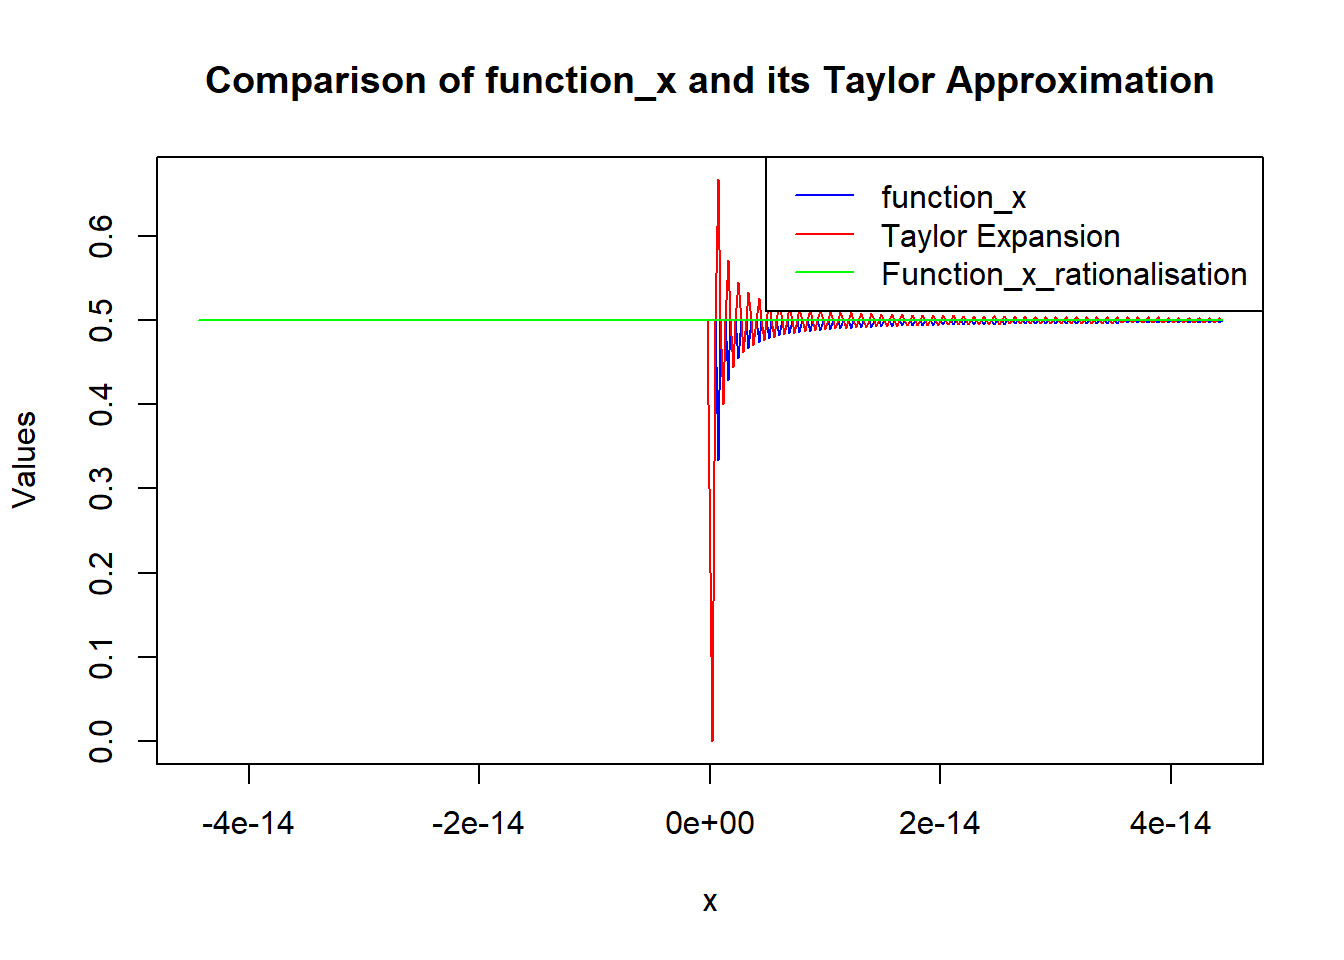 Comparison of function_x and its Taylor Approximation
function_x
Taylor Expansion
Function_x_rationalisation
Values
0.6
0.5
0.4
0.3
0.2
0.1
0.0
-4e-14
-2e-14
0e+00
2e-14
4e-14
x